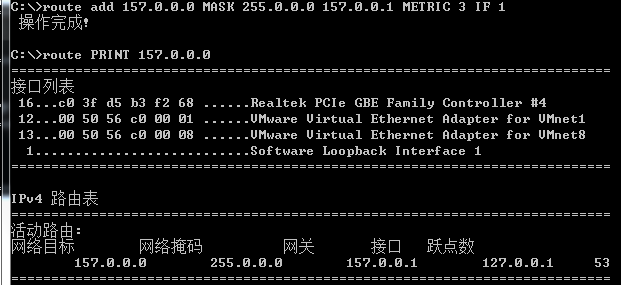 C:\>route add 157.0.0.0 MASK 255.0.0.0 157.0.0.1 METRIC 3 IF 1
操作完成!
C:\>route PRINT 157.0.0.0
===========================================================================
接口列表
16...c0 3f d5 b3 f2 68 ......Realtek PCIe GBE Family Controller #4
12...00 50 56 c0 00 01 ......VMware Virtual Ethernet Adapter for VMnet1
13...00 50 56 c0 00 08 ......VMware Virtual Ethernet Adapter for VMnet8
1...........................Software Loopback Interface 1
===========================================================================
IPv4 路由表
===========================================================================
活动路由:
网络目标 网络掩码 网关 接口 跃点数
157.0.0.0 255.0.0.0 157.0.0.1 127.0.0.1 53
===========================================================================